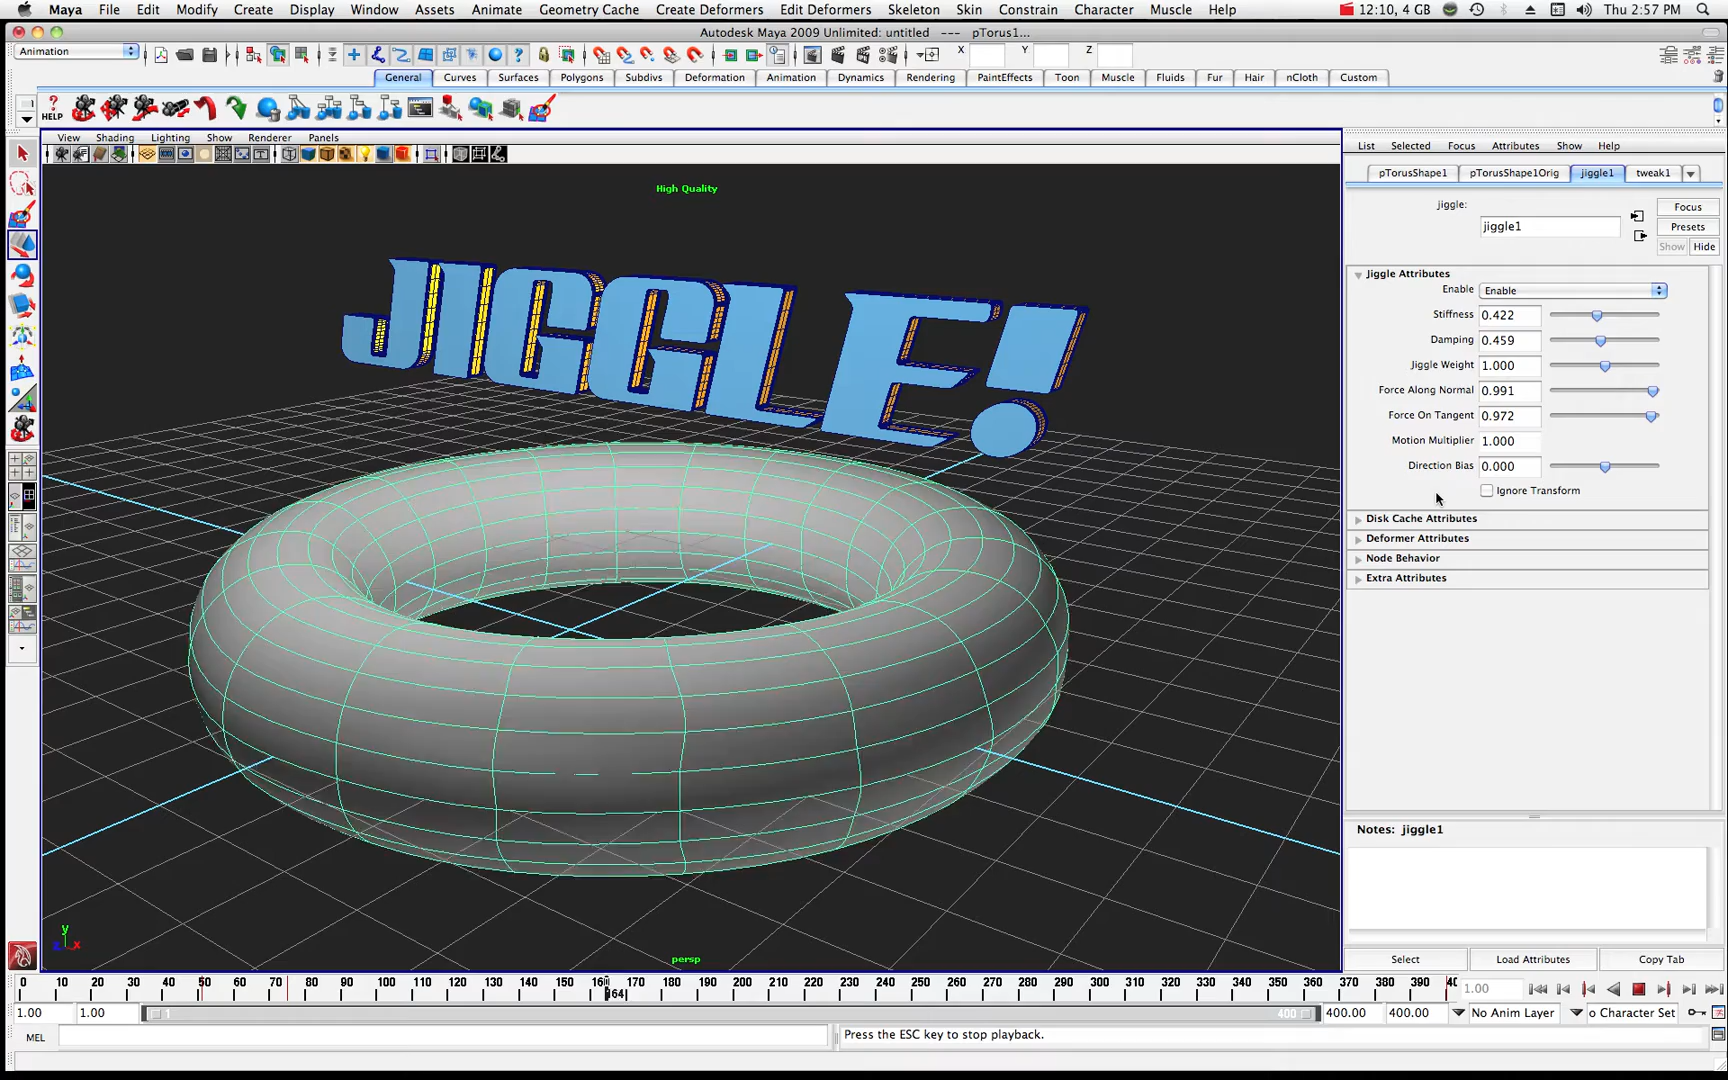 Maya File Edit Modify Create Display Window Assets Animate Geometry Cache Create Deformers Edit Deformers Skeleton Skin Constrain Character Muscle Help 12:10, 4 GB Thu 2:57PM
Autodesk Maya 2009 Unlimited: untitled --- pTorus1...
Animation X Y Z
General Curves Surfaces Polygons Subdivs Deformation Animation Dynamics Rendering PaintEffects Toon Muscle Fluids Fur Hair nCloth Custom
HELP
View Shading Lighting Show Renderer Panels
High Quality
JIGGLE!
y
x
persp
List Selected Focus Attributes Show Help
pTorusShape1 pTorusShape1Orig jiggle1 tweak1
jiggle: jiggle1
Focus
Presets
Show Hide
Jiggle Attributes
Enable Enable
Stiffness 0.422
Damping 0.459
Jiggle Weight 1.000
Force Along Normal 0.991
Force On Tangent 0.972
Motion Multiplier 1.000
Direction Bias 0.000
Ignore Transform
Disk Cache Attributes
Deformer Attributes
Node Behavior
Extra Attributes
Notes: jiggle1
Select Load Attributes Copy Tab
0 10 20 30 40 50 60 70 80 90 100 110 120 130 140 150 160 170 180 190 200 210 220 230 240 250 260 270 280 290 300 310 320 330 340 350 360 370 380 390 40 1.00
164
1.00 1.00 1 400 400.00 400.00 No Anim Layer o Character Set
MEL Press the ESC key to stop playback.